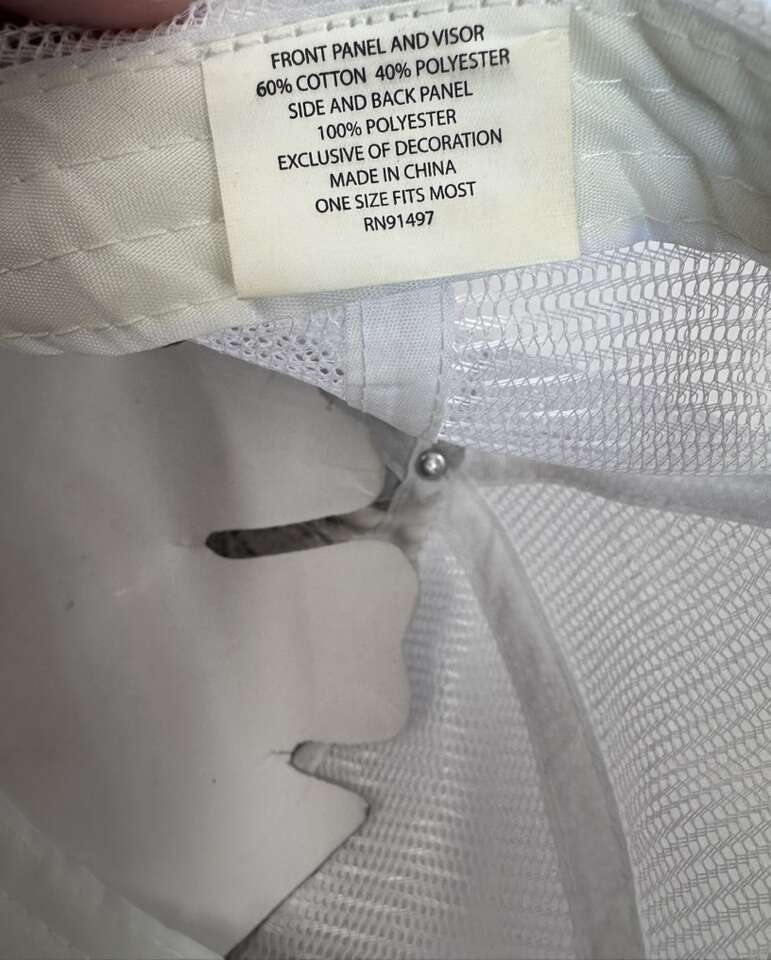 FRONT PANEL AND VISOR
60% COTTON 40% POLYESTER
SIDE AND BACK PANEL
100% POLYESTER
EXCLUSIVE OF DECORATION
MADE IN CHINA
ONE SIZE FITS MOST
RN91497